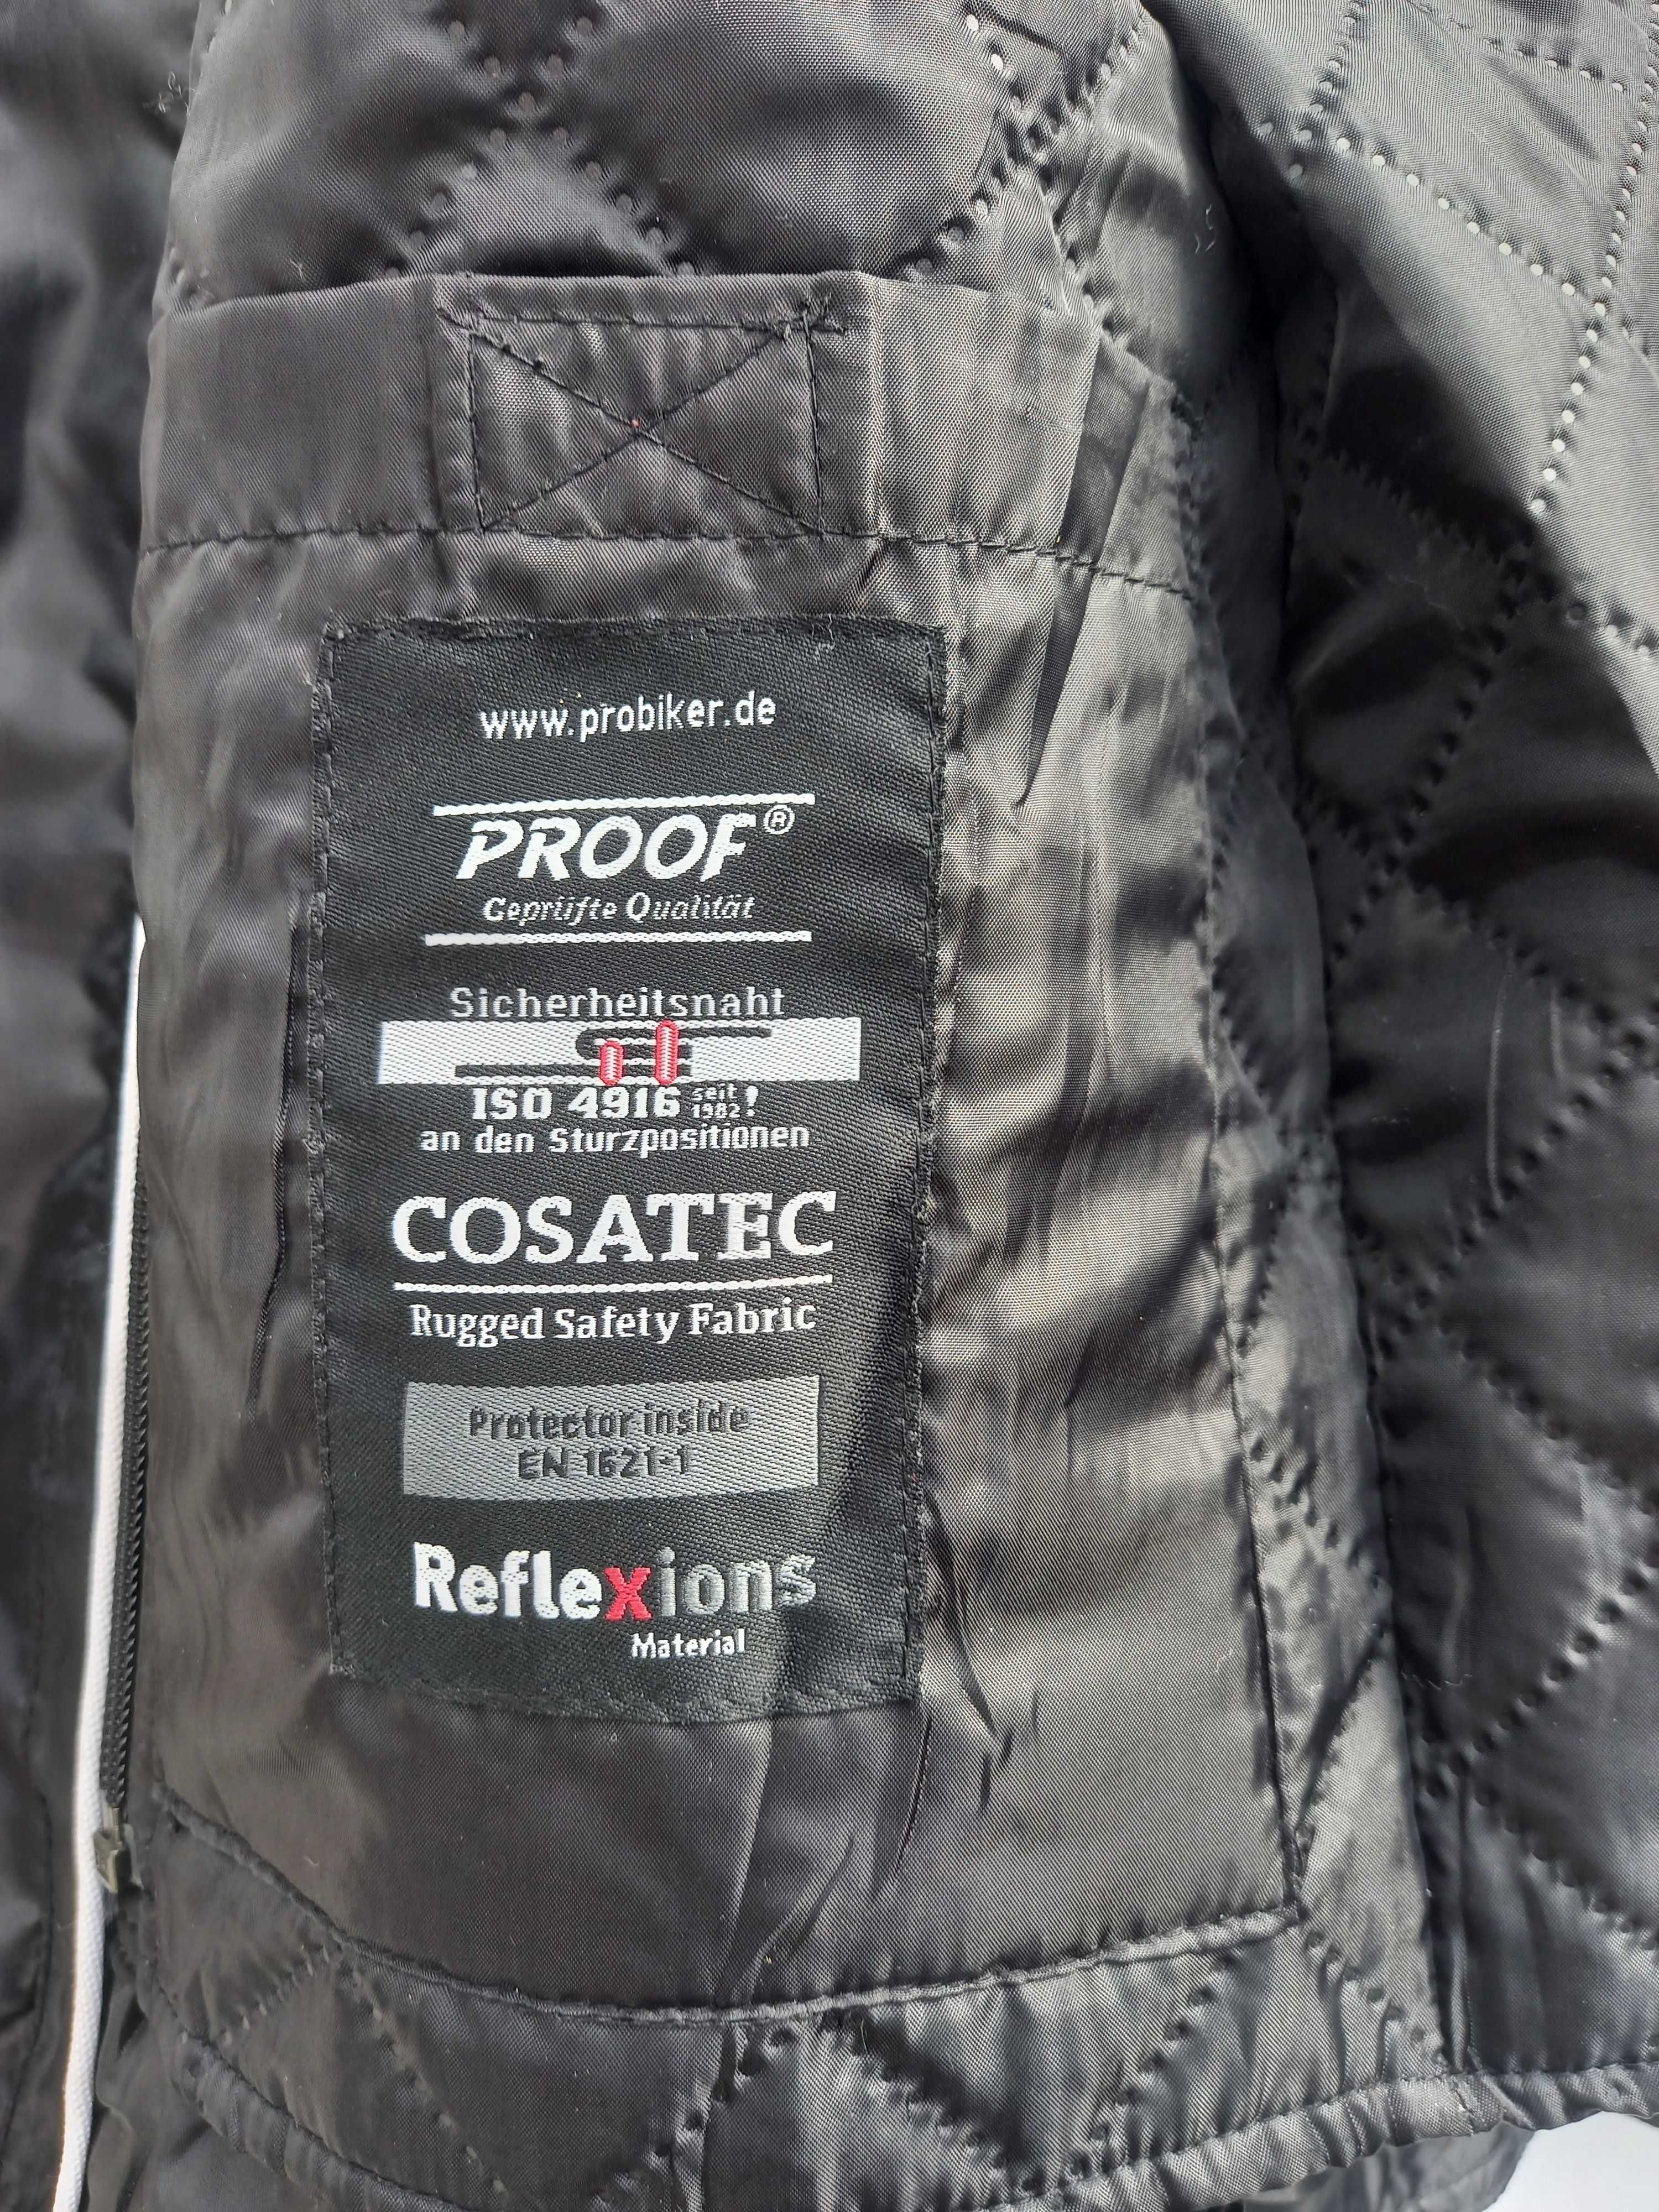 www.probiker.de
PROOF®
Geprüfte Qualität
Sicherheitsnaht
ISO 4916 seit 1982!
an den Sturzpositionen
COSATEC
Rugged Safety Fabric
Protector inside
EN 1621-1
Reflexions
Material